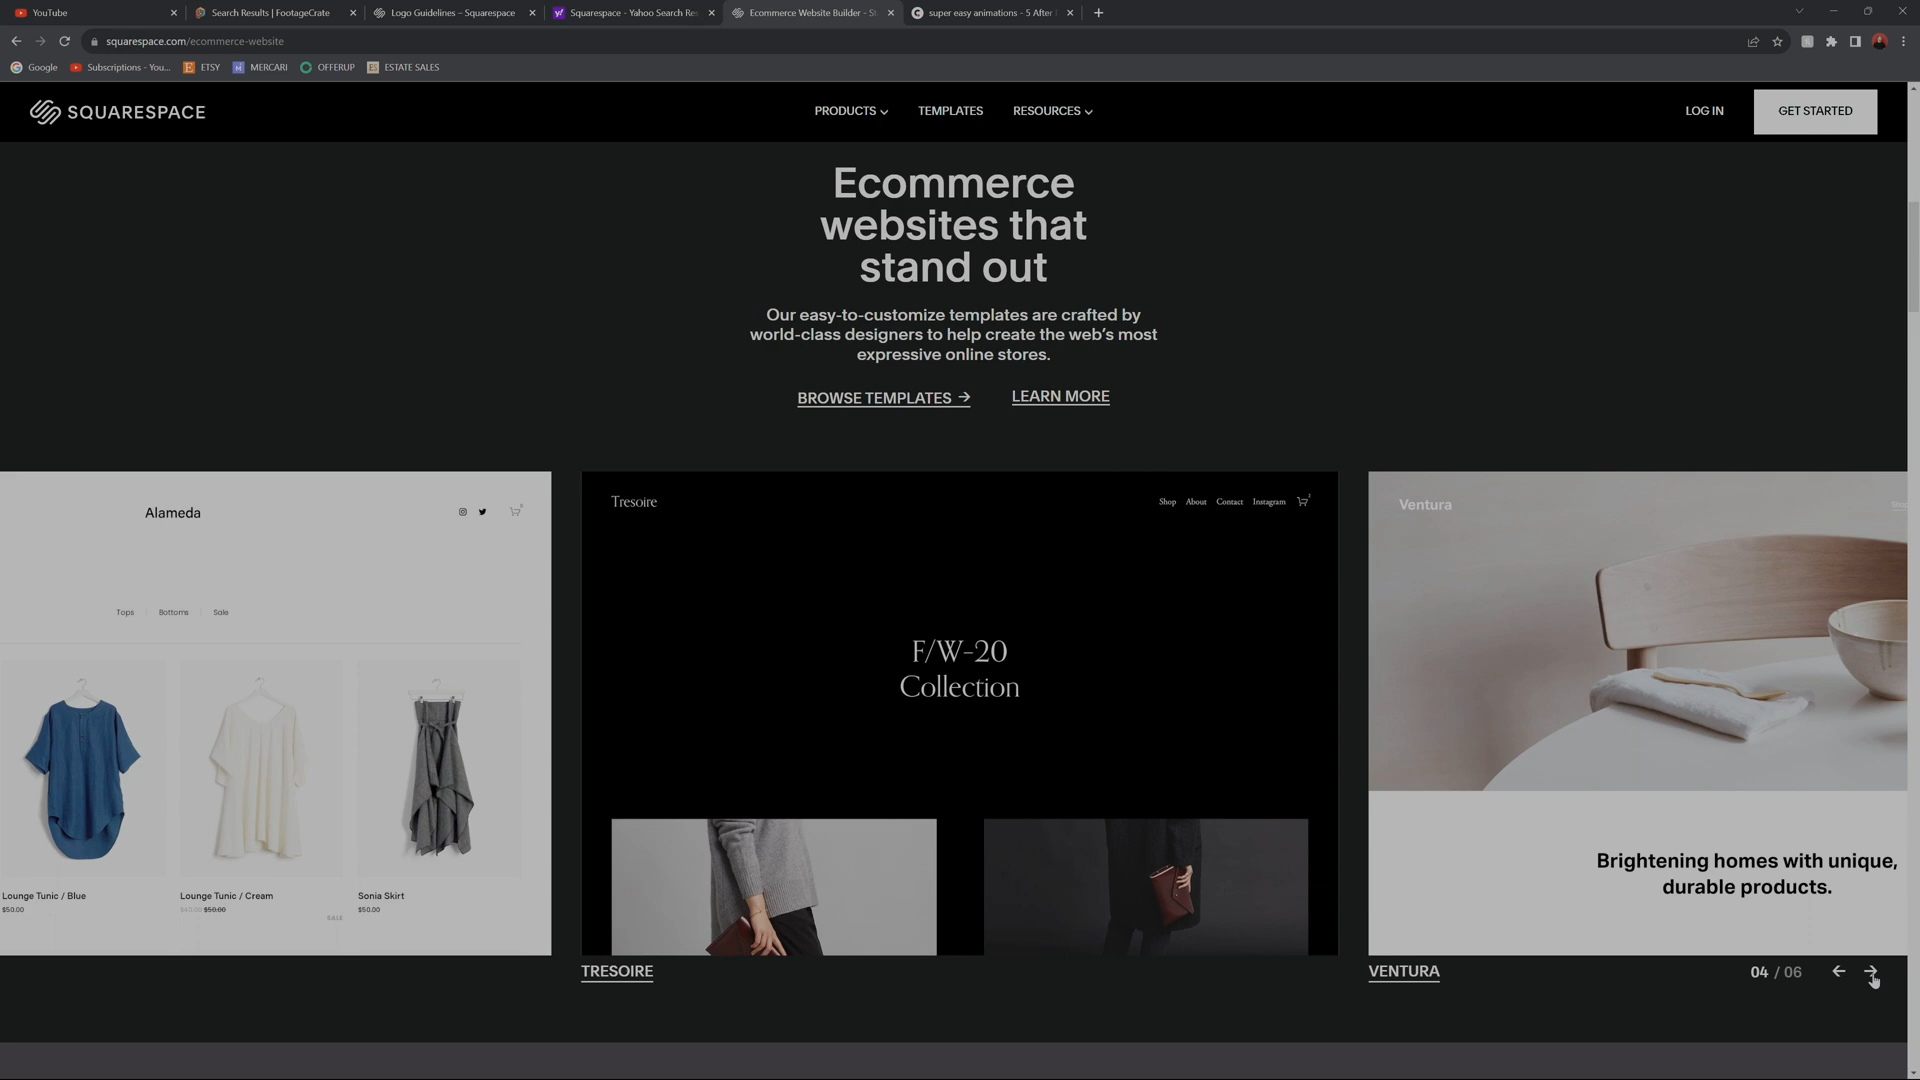 YouTube
Search Results | FootageCrate
Logo Guidelines – Squarespace
Squarespace - Yahoo Search Re
Ecommerce Website Builder - St
super easy animations - 5 After
squarespace.com/ecommerce-website
Google
Subscriptions - You...
ETSY
MERCARI
OFFERUP
ES ESTATE SALES
SQUARESPACE
PRODUCTS
TEMPLATES
RESOURCES
LOG IN
GET STARTED
Ecommerce
websites that
stand out
Our easy-to-customize templates are crafted by
world-class designers to help create the web’s most
expressive online stores.
BROWSE TEMPLATES →
LEARN MORE
Alameda
Tops
Bottoms
Sale
Lounge Tunic / Blue
$50.00
Lounge Tunic / Cream
$50.00
SALE
Sonia Skirt
$50.00
Tresoire
Shop
About
Contact
Instagram
F/W-20
Collection
TRESOIRE
Ventura
Brightening homes with unique,
durable products.
VENTURA
04 / 06
← →